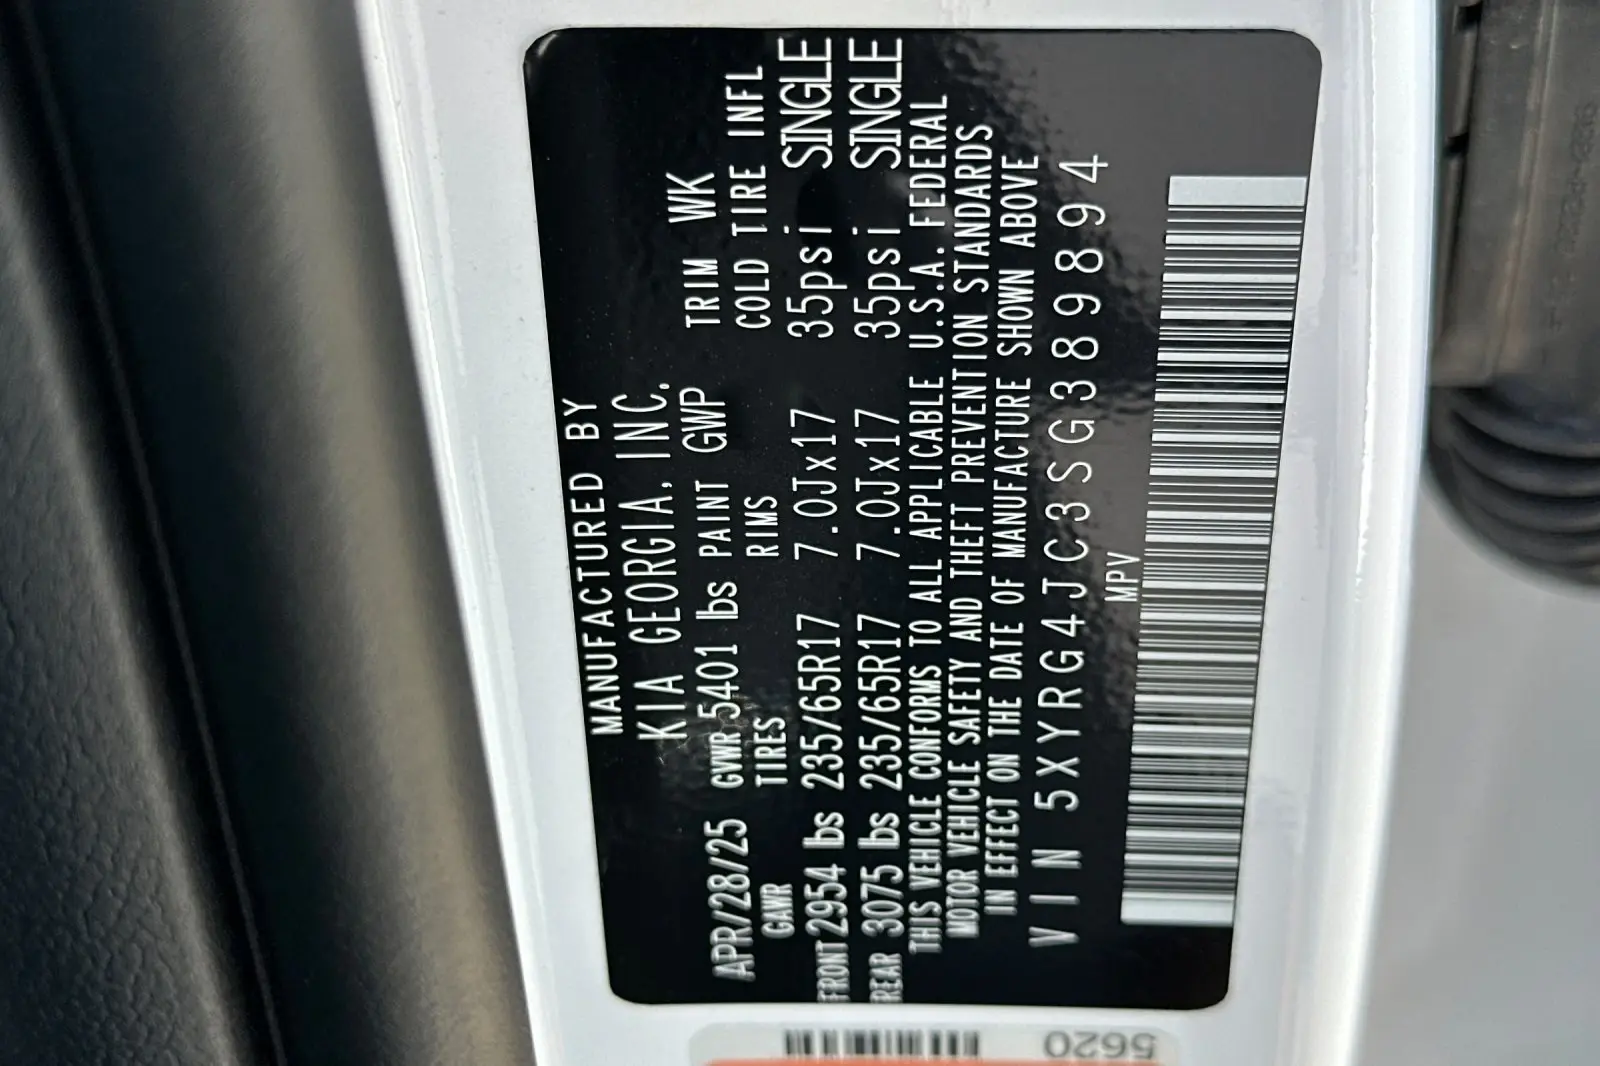 MANUFACTURED BY
KIA GEORGIA, INC.
APR/28/25 GVWR 5401 lbs PAINT GWP TRIM WK
GAWR TIRES RIMS COLD TIRE INFL
FRONT 2954 lbs 235/65R17 7.0Jx17 35psi SINGLE
REAR 3075 lbs 235/65R17 7.0Jx17 35psi SINGLE
THIS VEHICLE CONFORMS TO ALL APPLICABLE U.S.A. FEDERAL
MOTOR VEHICLE SAFETY AND THEFT PREVENTION STANDARDS
IN EFFECT ON THE DATE OF MANUFACTURE SHOWN ABOVE
VIN 5XYRG4JC3SG389894
MPV
5620